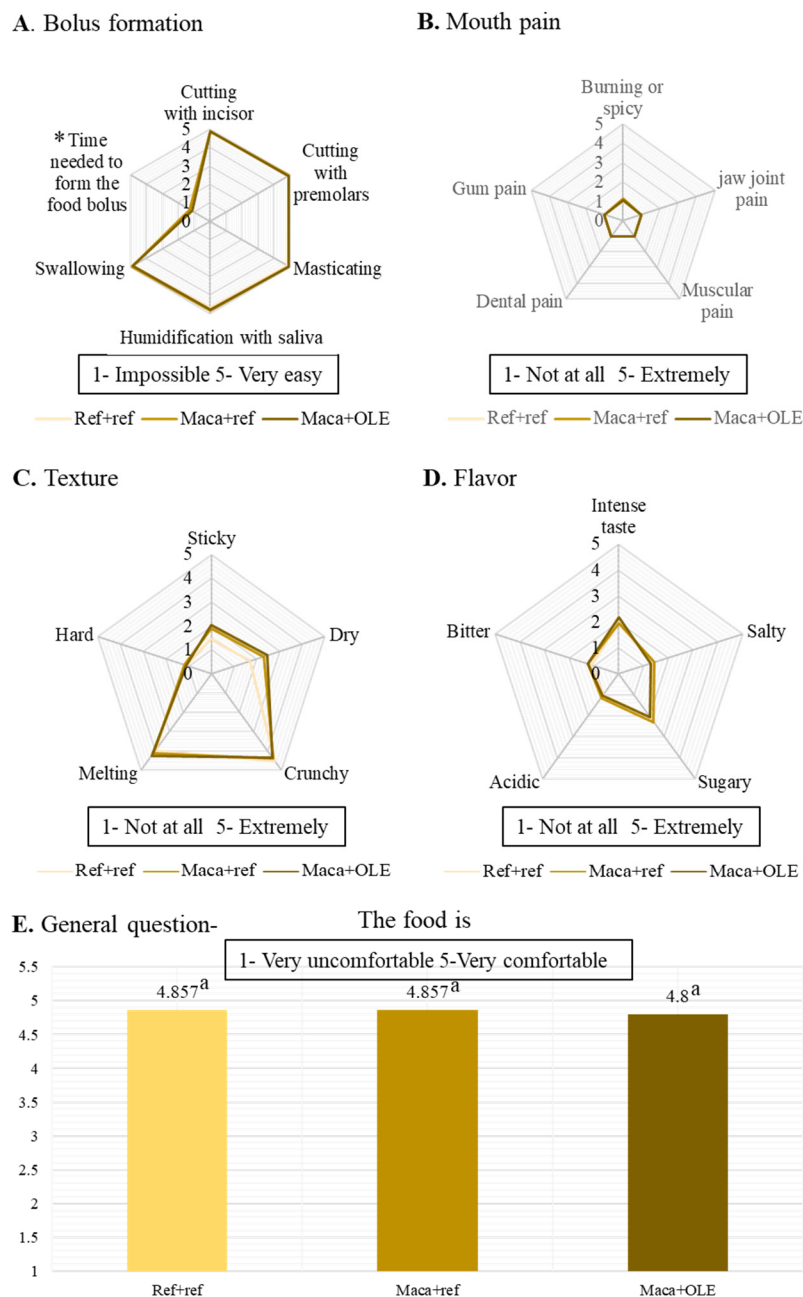 A. Bolus formation
Cutting
with incisor
5
4
3
2
1
0
Cutting
with
premolars
Masticating
Humidification with saliva
Swallowing
* Time
needed to
form the
food bolus
1- Impossible 5- Very easy
Ref+ref Maca+ref Maca+OLE
B. Mouth pain
Burning or
spicy
5
4
3
2
1
0
jaw joint
pain
Muscular
pain
Dental pain
Gum pain
1- Not at all 5- Extremely
Ref+ref Maca+ref Maca+OLE
C. Texture
Sticky
5
4
3
2
1
0
Dry
Crunchy
Melting
Hard
1- Not at all 5- Extremely
Ref+ref Maca+ref Maca+OLE
D. Flavor
Intense
taste
5
4
3
2
1
0
Salty
Sugary
Acidic
Bitter
1- Not at all 5- Extremely
Ref+ref Maca+ref Maca+OLE
E. General question- The food is
1- Very uncomfortable 5-Very comfortable
5.5
5
4.5
4
3.5
3
2.5
2
1.5
1
4.857a
4.857a
4.8a
Ref+ref Maca+ref Maca+OLE